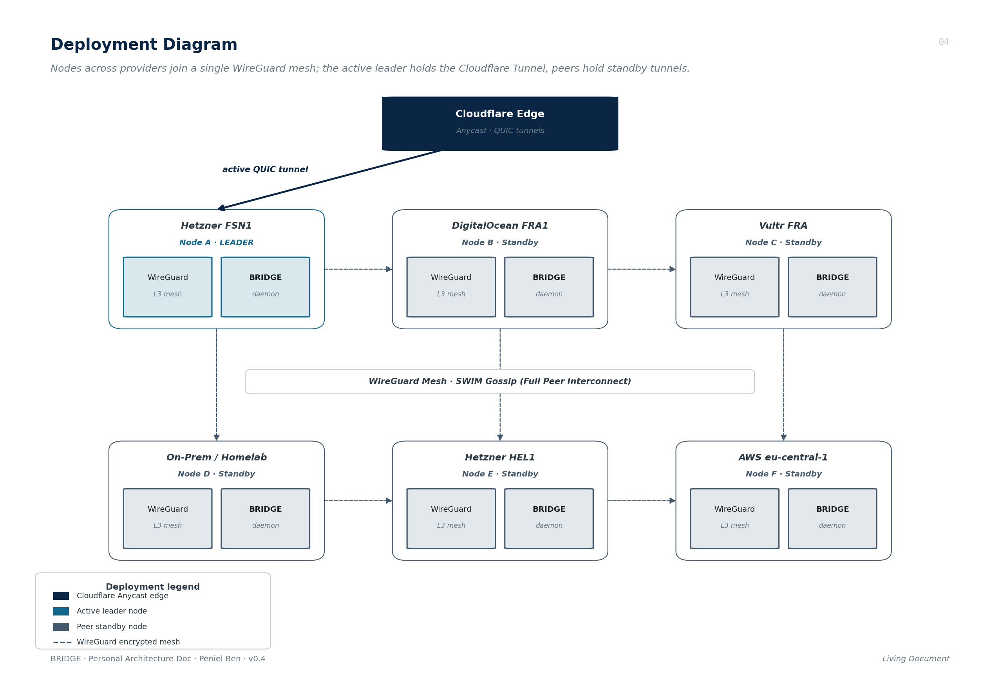 Deployment Diagram
04
Nodes across providers join a single WireGuard mesh; the active leader holds the Cloudflare Tunnel, peers hold standby tunnels.
Cloudflare Edge
Anycast · QUIC tunnels
active QUIC tunnel
Hetzner FSN1
Node A · LEADER
WireGuard
L3 mesh
BRIDGE
daemon
DigitalOcean FRA1
Node B · Standby
WireGuard
L3 mesh
BRIDGE
daemon
Vultr FRA
Node C · Standby
WireGuard
L3 mesh
BRIDGE
daemon
WireGuard Mesh · SWIM Gossip (Full Peer Interconnect)
On-Prem / Homelab
Node D · Standby
WireGuard
L3 mesh
BRIDGE
daemon
Hetzner HEL1
Node E · Standby
WireGuard
L3 mesh
BRIDGE
daemon
AWS eu-central-1
Node F · Standby
WireGuard
L3 mesh
BRIDGE
daemon
Deployment legend
Cloudflare Anycast edge
Active leader node
Peer standby node
WireGuard encrypted mesh
BRIDGE · Personal Architecture Doc · Peniel Ben · v0.4
Living Document